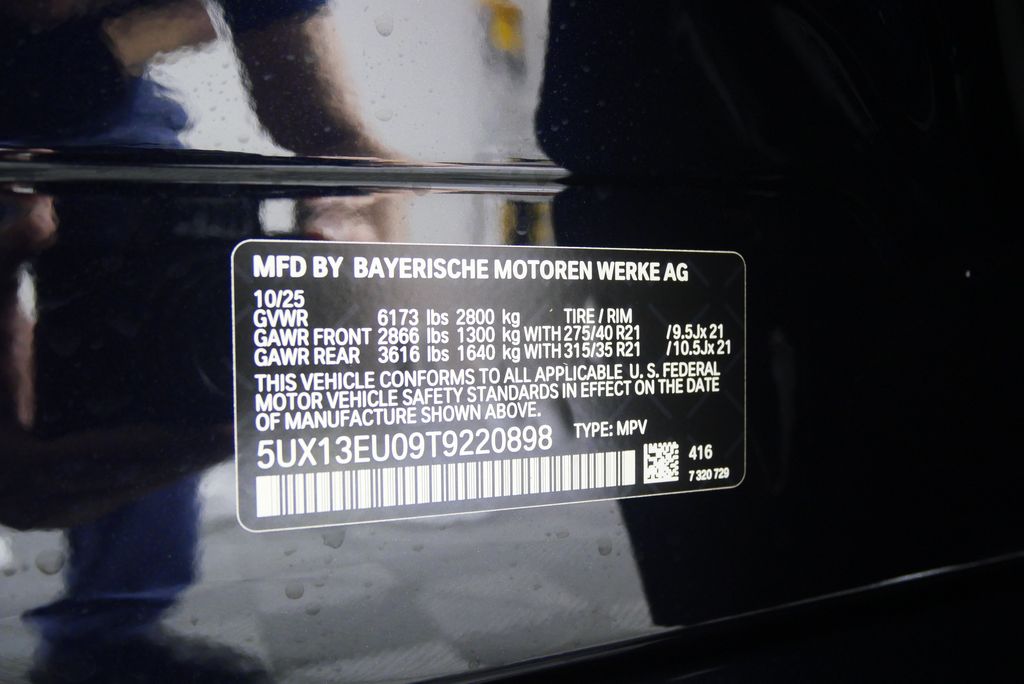 MFD BY BAYERISCHE MOTOREN WERKE AG
10/25
GVWR 6173 lbs 2800 kg TIRE / RIM
GAWR FRONT 2866 lbs 1300 kg WITH 275/40 R21 /9.5Jx21
GAWR REAR 3616 lbs 1640 kg WITH 315/35 R21 /10.5Jx21
THIS VEHICLE CONFORMS TO ALL APPLICABLE U. S. FEDERAL
MOTOR VEHICLE SAFETY STANDARDS IN EFFECT ON THE DATE
OF MANUFACTURE SHOWN ABOVE.
5UX13EU09T9220898 TYPE: MPV
416
7 320 729